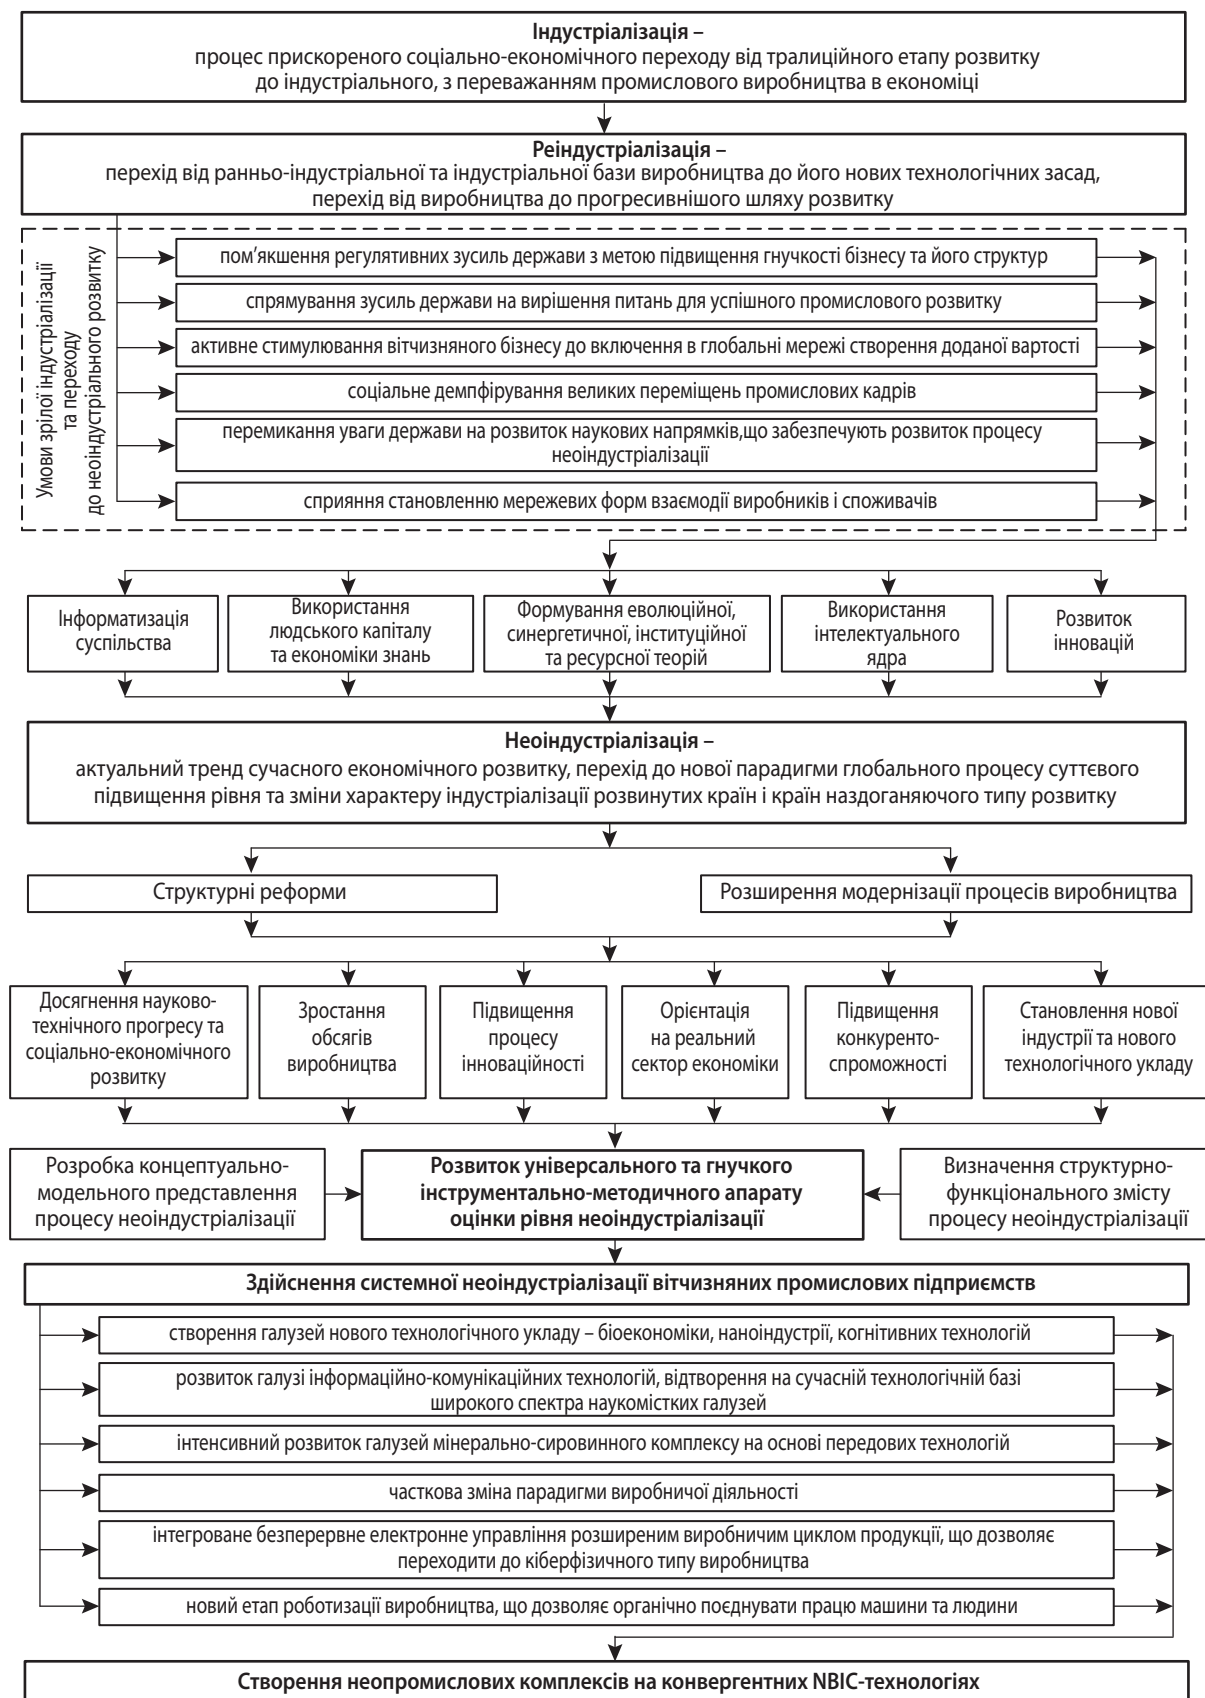 Індустріалізація –
процес прискореного соціально-економічного переходу від тралиційного етапу розвитку
до індустріального, з переважанням промислового виробництва в економіці
Реіндустріалізація –
перехід від ранньо-індустріальної та індустріальної бази виробництва до його нових технологічних засад,
перехід від виробництва до прогресивнішого шляху розвитку
Умови зрілої індустріалізації
та переходу
до неоіндустріального розвитку
пом’якшення регулятивних зусиль держави з метою підвищення гнучкості бізнесу та його структур
спрямування зусиль держави на вирішення питань для успішного промислового розвитку
активне стимулювання вітчизняного бізнесу до включення в глобальні мережі створення доданої вартості
соціальне демпфірування великих переміщень промислових кадрів
перемикання уваги держави на розвиток наукових напрямків,що забезпечують розвиток процесу
неоіндустріалізації
сприяння становленню мережевих форм взаємодії виробників і споживачів
Інформатизація
суспільства
Використання
людського капіталу
та економіки знань
Формування еволюційної,
синергетичної, інституційної
та ресурсної теорій
Використання
інтелектуального
ядра
Розвиток
інновацій
Неоіндустріалізація –
актуальний тренд сучасного економічного розвитку, перехід до нової парадигми глобального процесу суттєвого
підвищення рівня та зміни характеру індустріалізації розвинутих країн і країн наздоганяючого типу розвитку
Структурні реформи
Розширення модернізації процесів виробництва
Досягнення науково-
технічного прогресу та
соціально-економічного
розвитку
Зростання
обсягів
виробництва
Підвищення
процесу
інноваційності
Орієнтація
на реальний
сектор економіки
Підвищення
конкуренто-
спроможності
Становлення нової
індустрії та нового
технологічного укладу
Розробка концептуально-
модельного представлення
процесу неоіндустріалізації
Розвиток універсального та гнучкого
інструментально-методичного апарату
оцінки рівня неоіндустріалізації
Визначення структурно-
функціонального змісту
процесу неоіндустріалізації
Здійснення системної неоіндустріалізації вітчизняних промислових підприємств
створення галузей нового технологічного укладу – біоекономіки, наноіндустрії, когнітивних технологій
розвиток галузі інформаційно-комунікаційних технологій, відтворення на сучасній технологічній базі
широкого спектра наукомістких галузей
інтенсивний розвиток галузей мінерально-сировинного комплексу на основі передових технологій
часткова зміна парадигми виробничої діяльності
інтегроване безперервне електронне управління розширеним виробничим циклом продукції, що дозволяє
переходити до кіберфізичного типу виробництва
новий етап роботизації виробництва, що дозволяє органічно поєднувати працю машини та людини
Створення неопромислових комплексів на конвергентних NBIC-технологіях